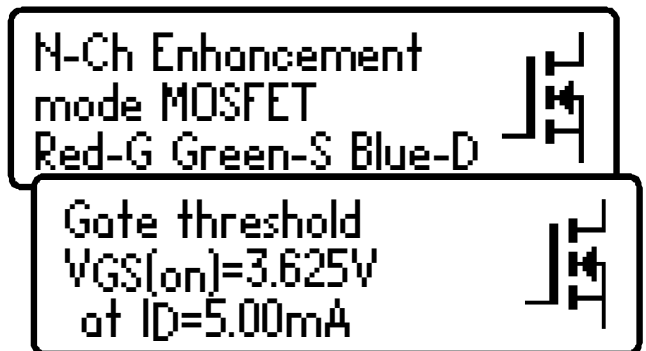 N-Ch Enhancement
mode MOSFET
Red-G Green-S Blue-D
Gate threshold
VGS(on)=3.625V
at ID=5.00mA